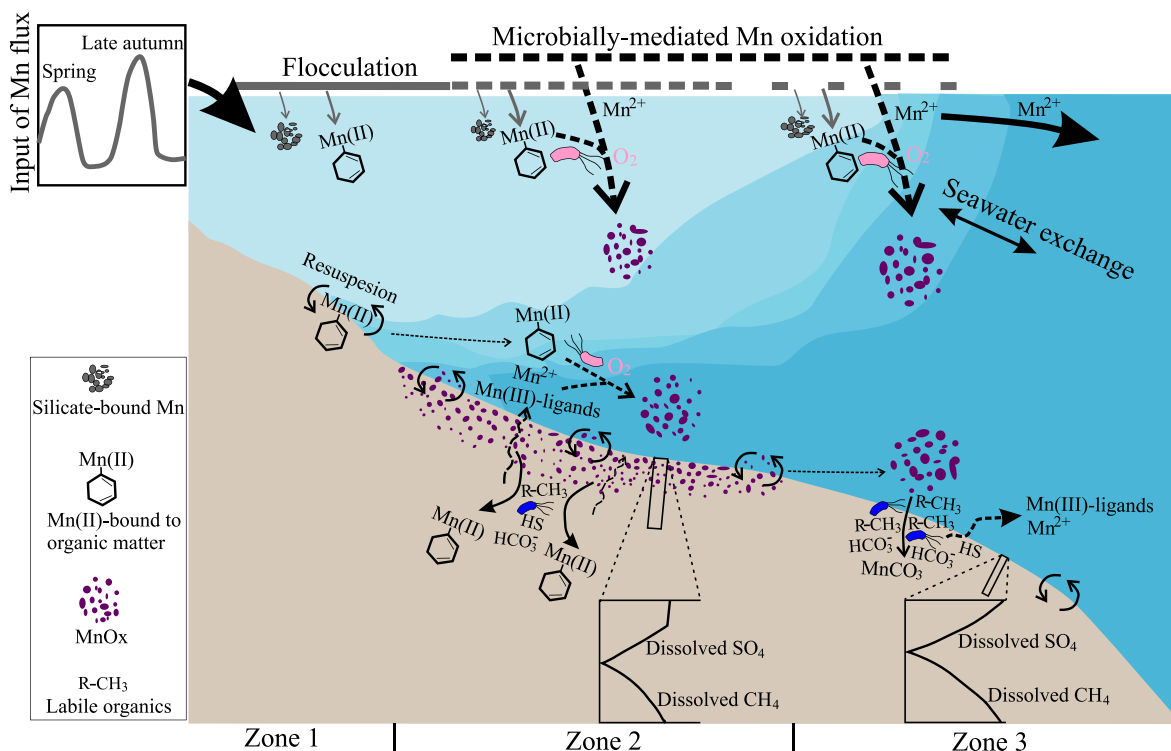 Input of Mn flux
Spring
Late autumn
Flocculation
Microbially-mediated Mn oxidation
Mn(II)
Mn(II)
O₂
Mn²⁺
Mn(II)
O₂
Mn²⁺
Mn²⁺
Seawater exchange
Resuspesion
Mn(II)
Mn(II)
O₂
Mn²⁺
Mn(III)-ligands
R-CH₃
HS
HCO₃⁻
Mn(II)
Mn(II)
R-CH₃
R-CH₃
R-CH₃
HCO₃⁻
HCO₃⁻
HS
MnCO₃
Mn(III)-ligands
Mn²⁺
Dissolved SO₄
Dissolved CH₄
Dissolved SO₄
Dissolved CH₄
Silicate-bound Mn
Mn(II)
Mn(II)-bound to
organic matter
MnOx
R-CH₃
Labile organics
Zone 1
Zone 2
Zone 3